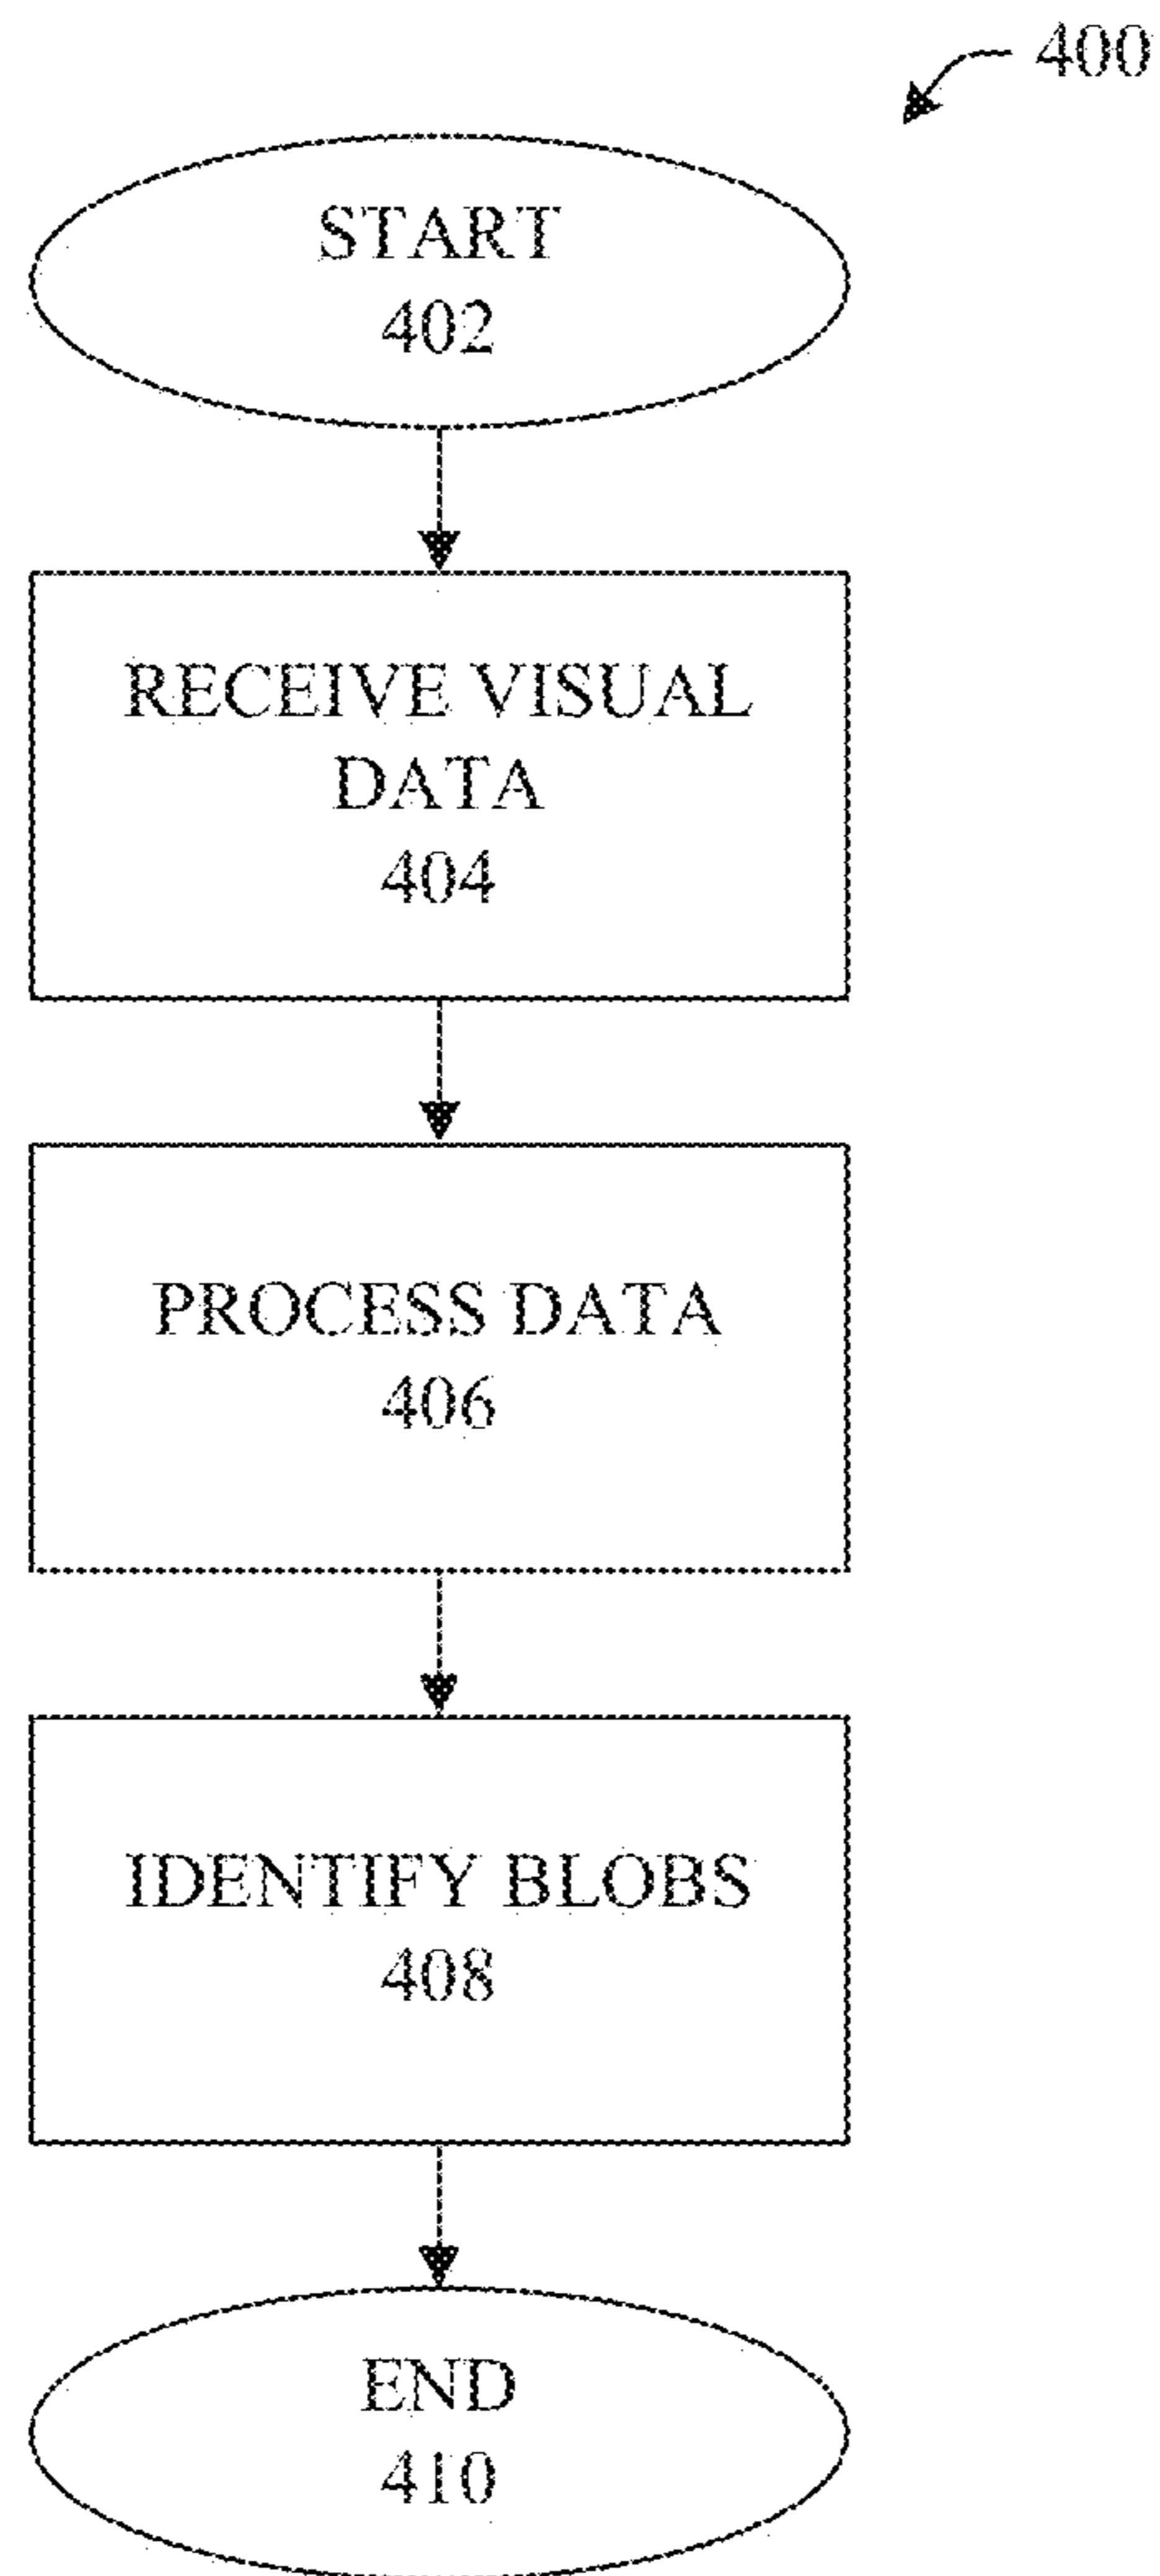 400
START
402
RECEIVE VISUAL
DATA
404
PROCESS DATA
406
IDENTIFY BLOBS
408
END
410